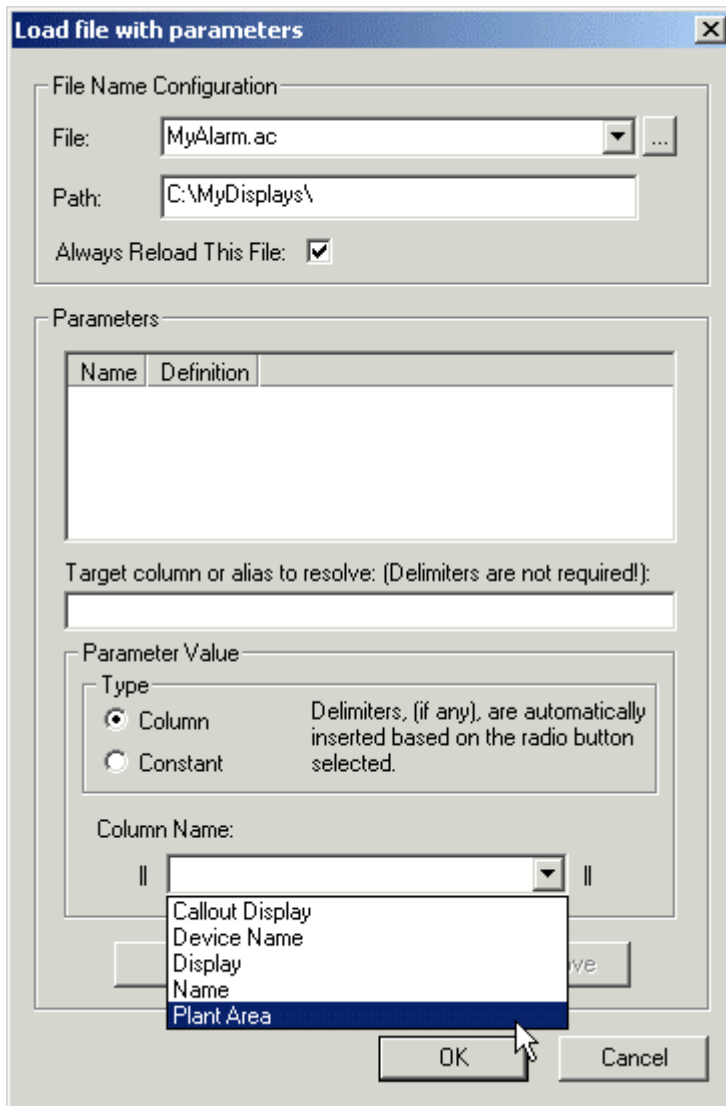 Load file with parameters
File Name Configuration
File: MyAlarm.ac ...
Path: C:\MyDisplays\
Always Reload This File:
Parameters
Name Definition
Target column or alias to resolve: (Delimiters are not required!):
Parameter Value
Type
Column
Constant
Delimiters, (if any), are automatically
inserted based on the radio button
selected.
Column Name:
|| ||
Callout Display
Device Name
Display
Name
Plant Area
OK Cancel